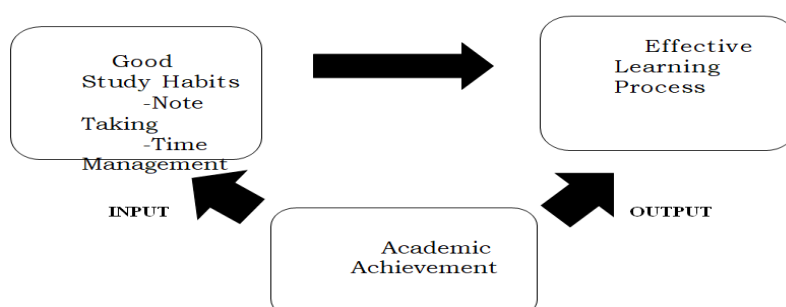 Good
Study Habits
-Note
Taking
-Time
Management
Effective
Learning
Process
INPUT
OUTPUT
Academic
Achievement